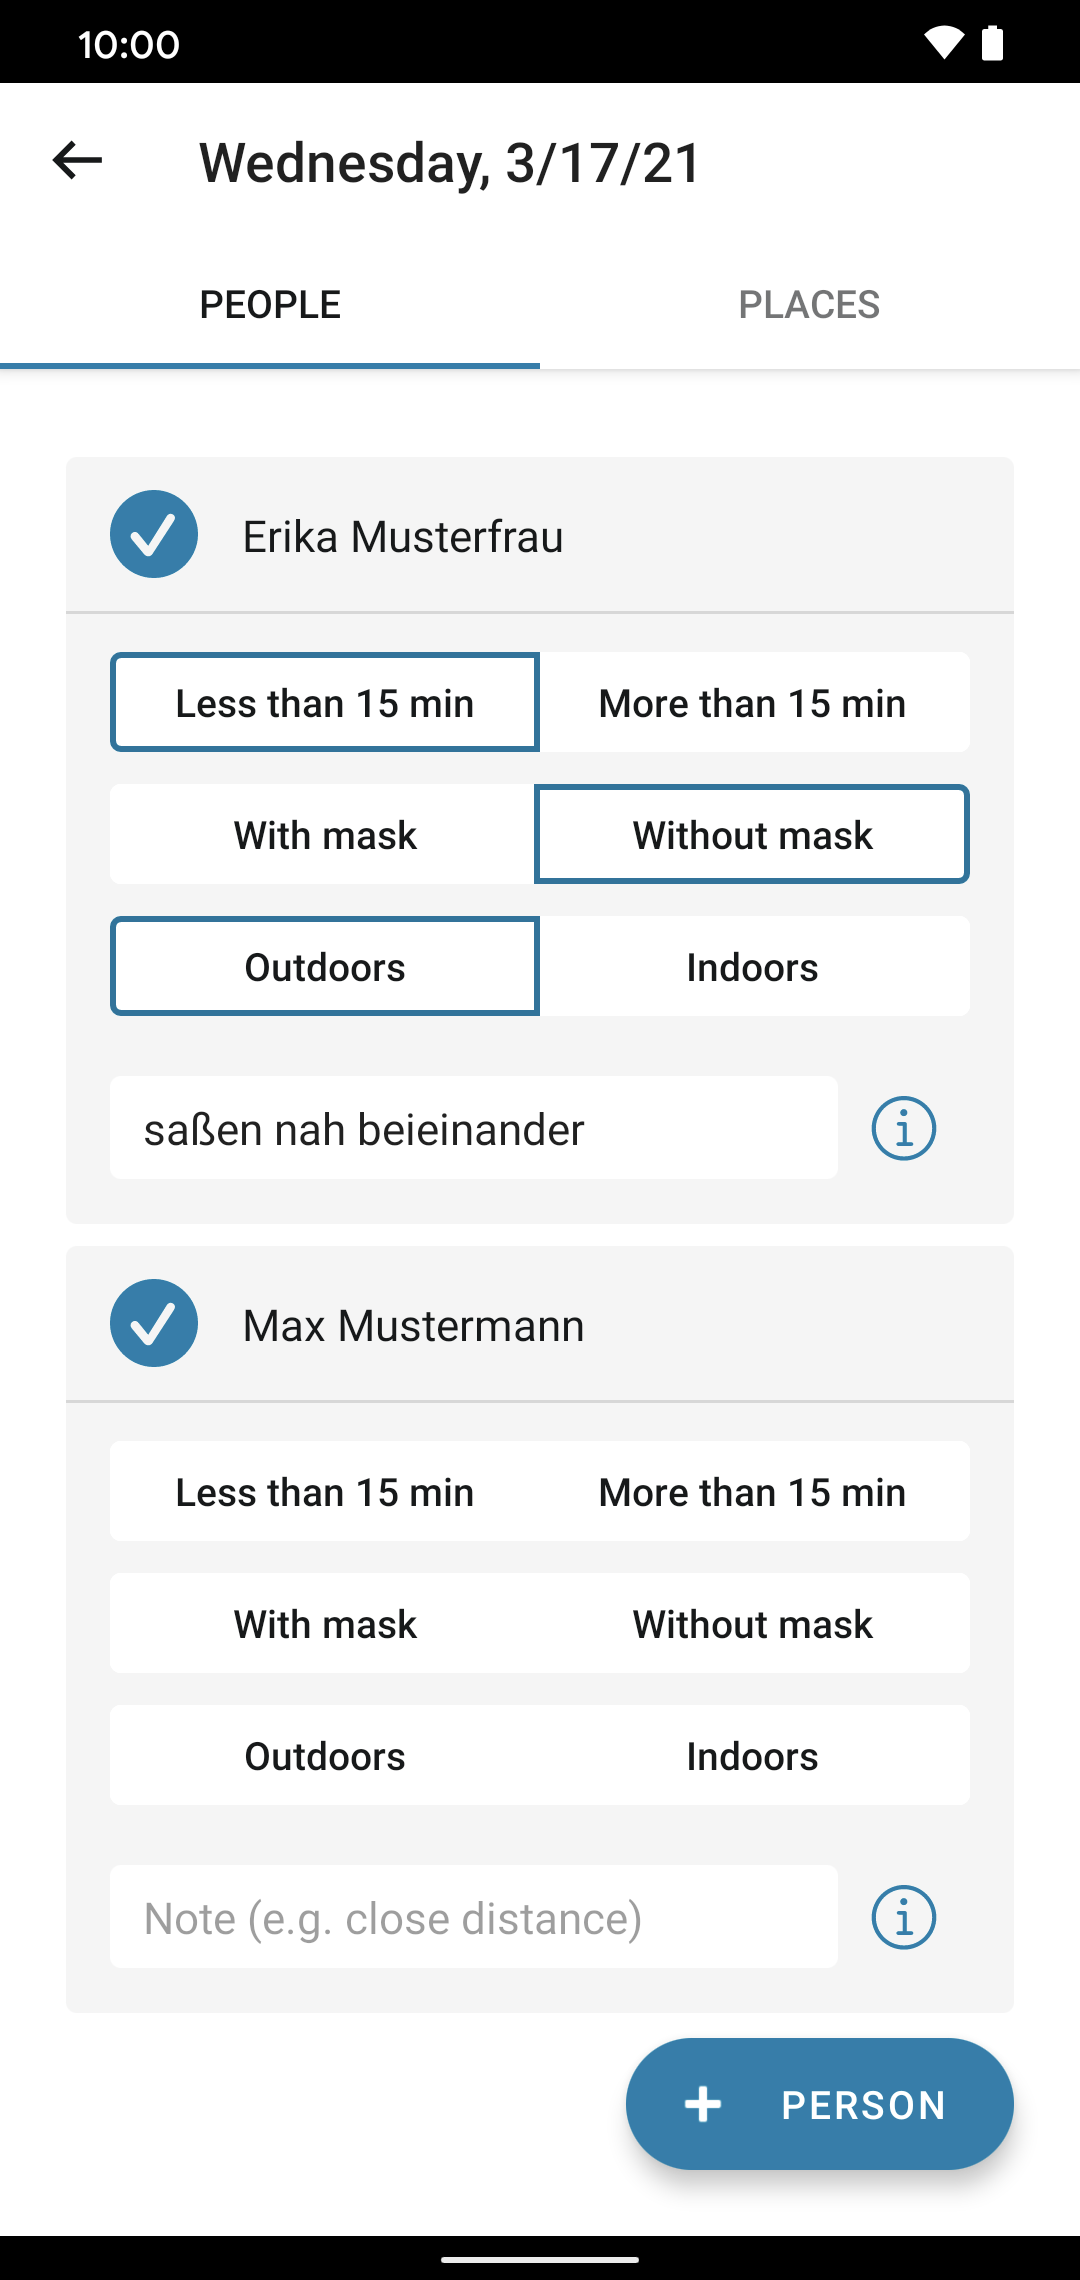 10:00
Wednesday, 3/17/21
PEOPLE PLACES
Erika Musterfrau
Less than 15 min More than 15 min
With mask Without mask
Outdoors Indoors
saßen nah beieinander
Max Mustermann
Less than 15 min More than 15 min
With mask Without mask
Outdoors Indoors
Note (e.g. close distance)
+ PERSON